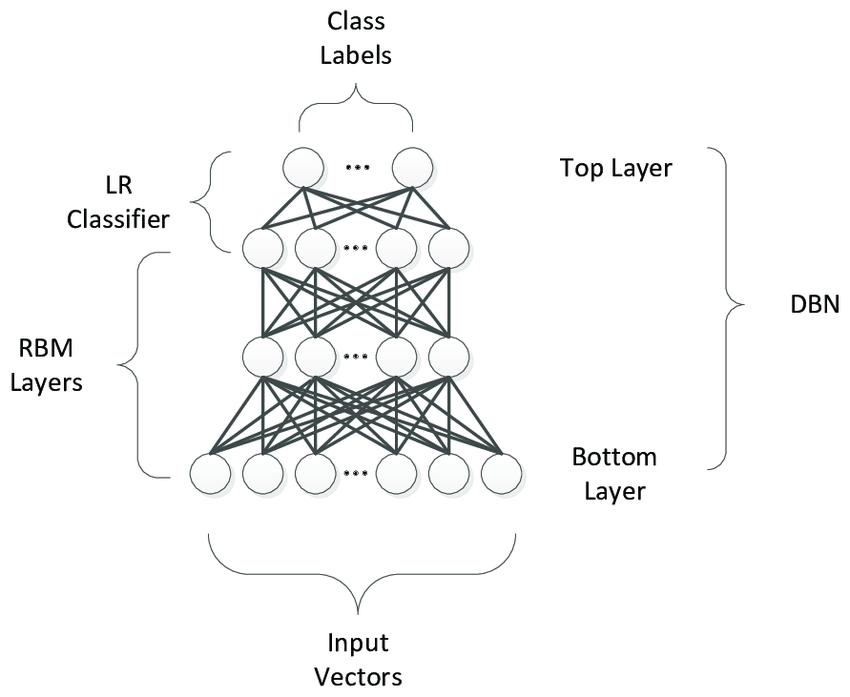 Class
Labels
LR
Classifier
Top Layer
DBN
RBM
Layers
Bottom
Layer
Input
Vectors